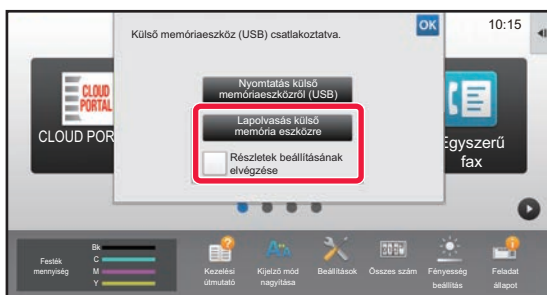 Külső memóriaeszköz (USB) csatlakoztatva.
OK
10:15
Nyomtatás külső
memóriaeszközről (USB)
Lapolvasás külső
memória eszközre
Részletek beállításának
elvégzése
CLOUD
PORTAL
CLOUD POR
Egyszerű
fax
Festék
mennyiség
Bk
C
M
Y
Kezelési
útmutató
Kijelző mód
nagyítása
Beállítások
Összes szám
Fényesség
beállítás
Feladat
állapot